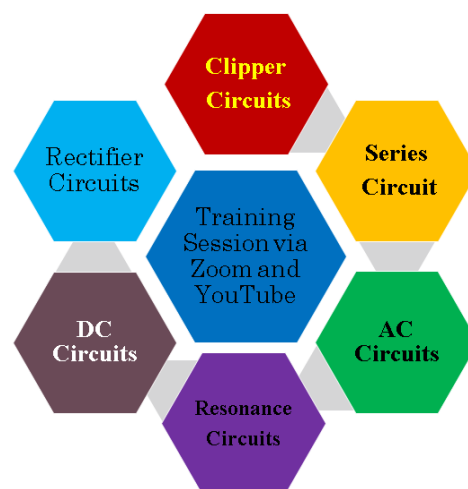 Clipper
Circuits
Series
Circuit
AC
Circuits
Resonance
Circuits
DC
Circuits
Rectifier
Circuits
Training
Session via
Zoom and
YouTube